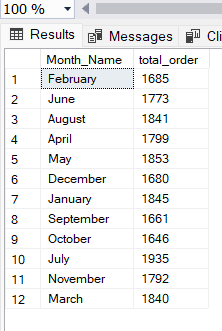 100 %
Results Messages
Month_Name total_order
1 February 1685
2 June 1773
3 August 1841
4 April 1799
5 May 1853
6 December 1680
7 January 1845
8 September 1661
9 October 1646
10 July 1935
11 November 1792
12 March 1840